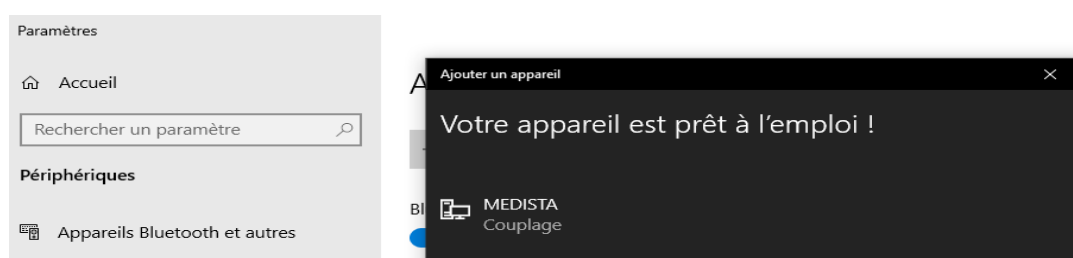 Paramètres
Accueil
Rechercher un paramètre
Périphériques
Appareils Bluetooth et autres
A
Bl
Ajouter un appareil
Votre appareil est prêt à l’emploi !
MEDISTA
Couplage